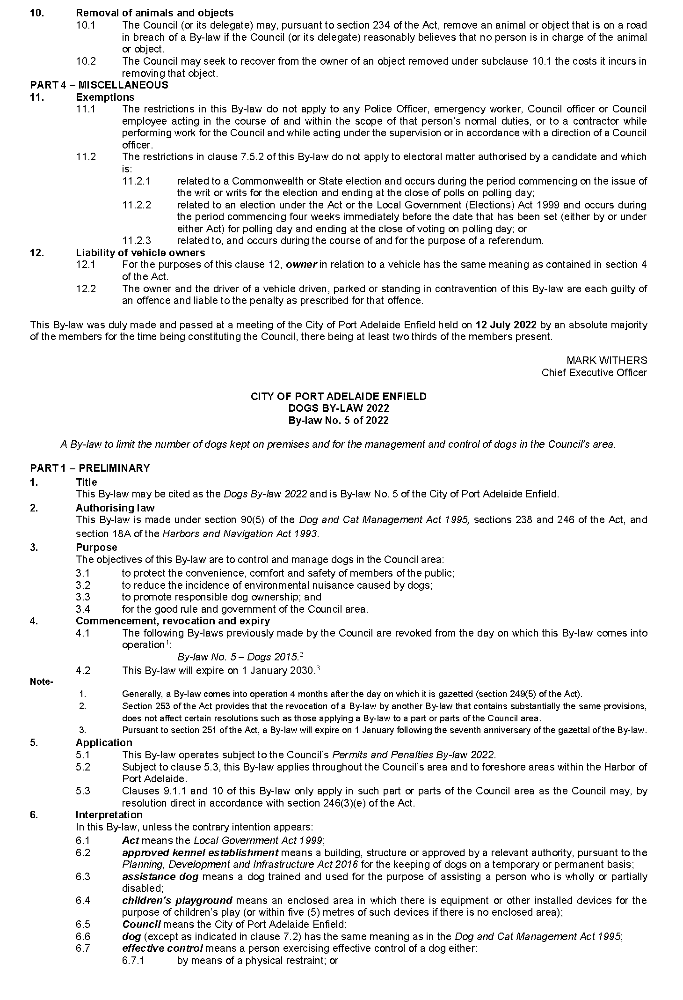 10. Removal of animals and objects
10.1 The Council (or its delegate) may, pursuant to section 234 of the Act, remove an animal or object that is on a road
in breach of a By-law if the Council (or its delegate) reasonably believes that no person is in charge of the animal
or object.
10.2 The Council may seek to recover from the owner of an object removed under subclause 10.1 the costs it incurs in
removing that object.
PART 4 – MISCELLANEOUS
11. Exemptions
11.1 The restrictions in this By-law do not apply to any Police Officer, emergency worker, Council officer or Council
employee acting in the course of and within the scope of that person’s normal duties, or to a contractor while
performing work for the Council and while acting under the supervision or in accordance with a direction of a Council
officer.
11.2 The restrictions in clause 7.5.2 of this By-law do not apply to electoral matter authorised by a candidate and which
is:
11.2.1 related to a Commonwealth or State election and occurs during the period commencing on the issue of
the writ or writs for the election and ending at the close of polls on polling day;
11.2.2 related to an election under the Act or the Local Government (Elections) Act 1999 and occurs during
the period commencing four weeks immediately before the date that has been set (either by or under
either Act) for polling day and ending at the close of voting on polling day; or
11.2.3 related to, and occurs during the course of and for the purpose of a referendum.
12. Liability of vehicle owners
12.1 For the purposes of this clause 12, owner in relation to a vehicle has the same meaning as contained in section 4
of the Act.
12.2 The owner and the driver of a vehicle driven, parked or standing in contravention of this By-law are each guilty of
an offence and liable to the penalty as prescribed for that offence.
This By-law was duly made and passed at a meeting of the City of Port Adelaide Enfield held on 12 July 2022 by an absolute majority
of the members for the time being constituting the Council, there being at least two thirds of the members present.
MARK WITHERS
Chief Executive Officer
CITY OF PORT ADELAIDE ENFIELD
DOGS BY-LAW 2022
By-law No. 5 of 2022
A By-law to limit the number of dogs kept on premises and for the management and control of dogs in the Council’s area.
PART 1 – PRELIMINARY
1. Title
This By-law may be cited as the Dogs By-law 2022 and is By-law No. 5 of the City of Port Adelaide Enfield.
2. Authorising law
This By-law is made under section 90(5) of the Dog and Cat Management Act 1995, sections 238 and 246 of the Act, and
section 18A of the Harbors and Navigation Act 1993.
3. Purpose
The objectives of this By-law are to control and manage dogs in the Council area:
3.1 to protect the convenience, comfort and safety of members of the public;
3.2 to reduce the incidence of environmental nuisance caused by dogs;
3.3 to promote responsible dog ownership; and
3.4 for the good rule and government of the Council area.
4. Commencement, revocation and expiry
4.1 The following By-laws previously made by the Council are revoked from the day on which this By-law comes into
operation¹:
By-law No. 5 – Dogs 2015.²
4.2 This By-law will expire on 1 January 2030.³
Note-
1. Generally, a By-law comes into operation 4 months after the day on which it is gazetted (section 249(5) of the Act).
2. Section 253 of the Act provides that the revocation of a By-law by another By-law that contains substantially the same provisions,
does not affect certain resolutions such as those applying a By-law to a part or parts of the Council area.
3. Pursuant to section 251 of the Act, a By-law will expire on 1 January following the seventh anniversary of the gazettal of the By-law.
5. Application
5.1 This By-law operates subject to the Council’s Permits and Penalties By-law 2022.
5.2 Subject to clause 5.3, this By-law applies throughout the Council’s area and to foreshore areas within the Harbor of
Port Adelaide.
5.3 Clauses 9.1.1 and 10 of this By-law only apply in such part or parts of the Council area as the Council may, by
resolution direct in accordance with section 246(3)(e) of the Act.
6. Interpretation
In this By-law, unless the contrary intention appears:
6.1 Act means the Local Government Act 1999;
6.2 approved kennel establishment means a building, structure or approved by a relevant authority, pursuant to the
Planning, Development and Infrastructure Act 2016 for the keeping of dogs on a temporary or permanent basis;
6.3 assistance dog means a dog trained and used for the purpose of assisting a person who is wholly or partially
disabled;
6.4 children’s playground means an enclosed area in which there is equipment or other installed devices for the
purpose of children’s play (or within five (5) metres of such devices if there is no enclosed area);
6.5 Council means the City of Port Adelaide Enfield;
6.6 dog (except as indicated in clause 7.2) has the same meaning as in the Dog and Cat Management Act 1995;
6.7 effective control means a person exercising effective control of a dog either:
6.7.1 by means of a physical restraint; or